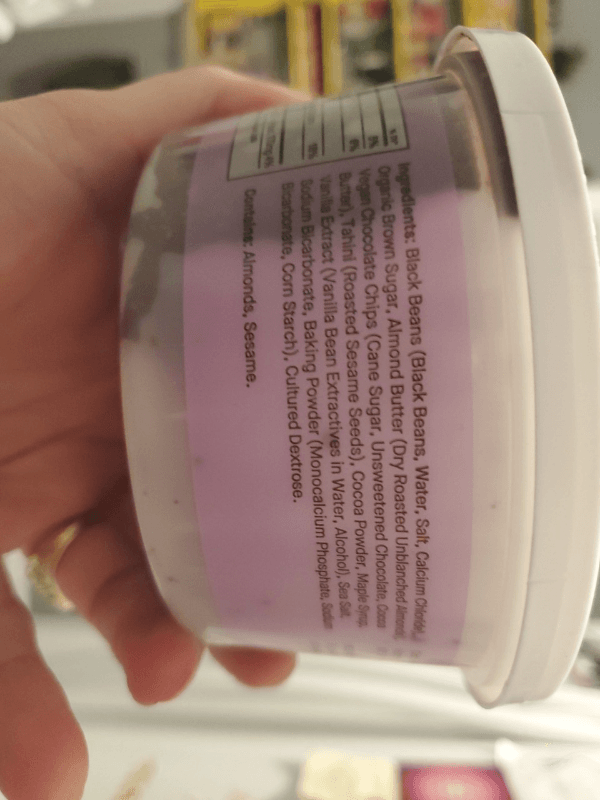 Ingredients: Black Beans (Black Beans, Water, Salt, Calcium Chloride),
Organic Brown Sugar, Almond Butter (Dry Roasted Unblanched Almonds),
Vegan Chocolate Chips (Cane Sugar, Unsweetened Chocolate, Cocoa
Butter), Tahini (Roasted Sesame Seeds), Cocoa Powder, Maple Syrup,
Vanilla Extract (Vanilla Bean Extractives in Water, Alcohol), Sea Salt,
Sodium Bicarbonate, Baking Powder (Monocalcium Phosphate, Sodium
Bicarbonate, Corn Starch), Cultured Dextrose.
Contains: Almonds, Sesame.